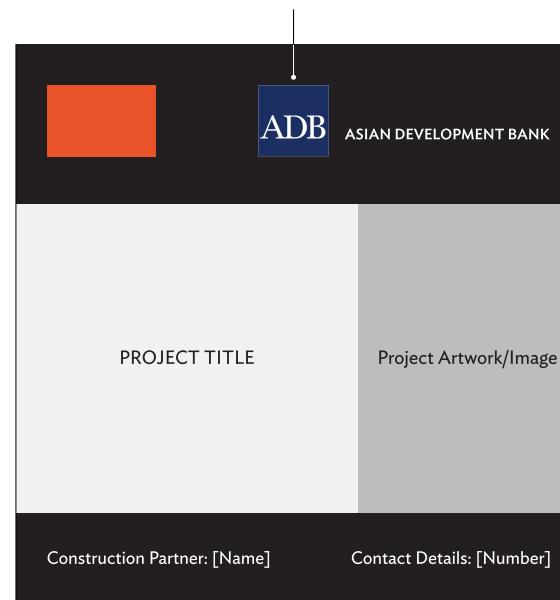 ADB
ASIAN DEVELOPMENT BANK
PROJECT TITLE
Project Artwork/Image
Construction Partner: [Name]
Contact Details: [Number]